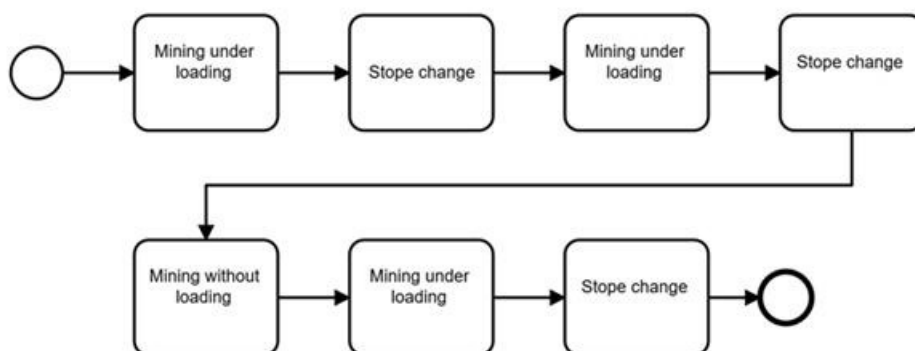 Mining under
loading
Stope change
Mining under
loading
Stope change
Mining without
loading
Mining under
loading
Stope change